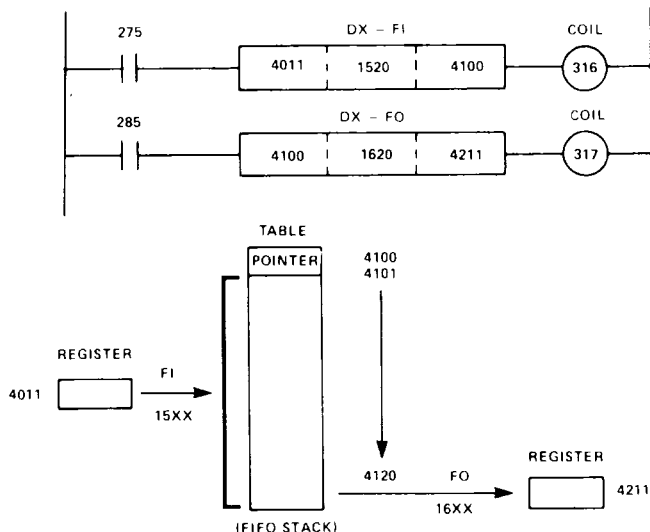 275
DX - FI
COIL
4011 1520 4100
316
285
DX - FO
COIL
4100 1620 4211
317
TABLE
POINTER
4100
4101
REGISTER
4011
FI
15XX
4120
FO
16XX
REGISTER
4211
(FIFO STACK)